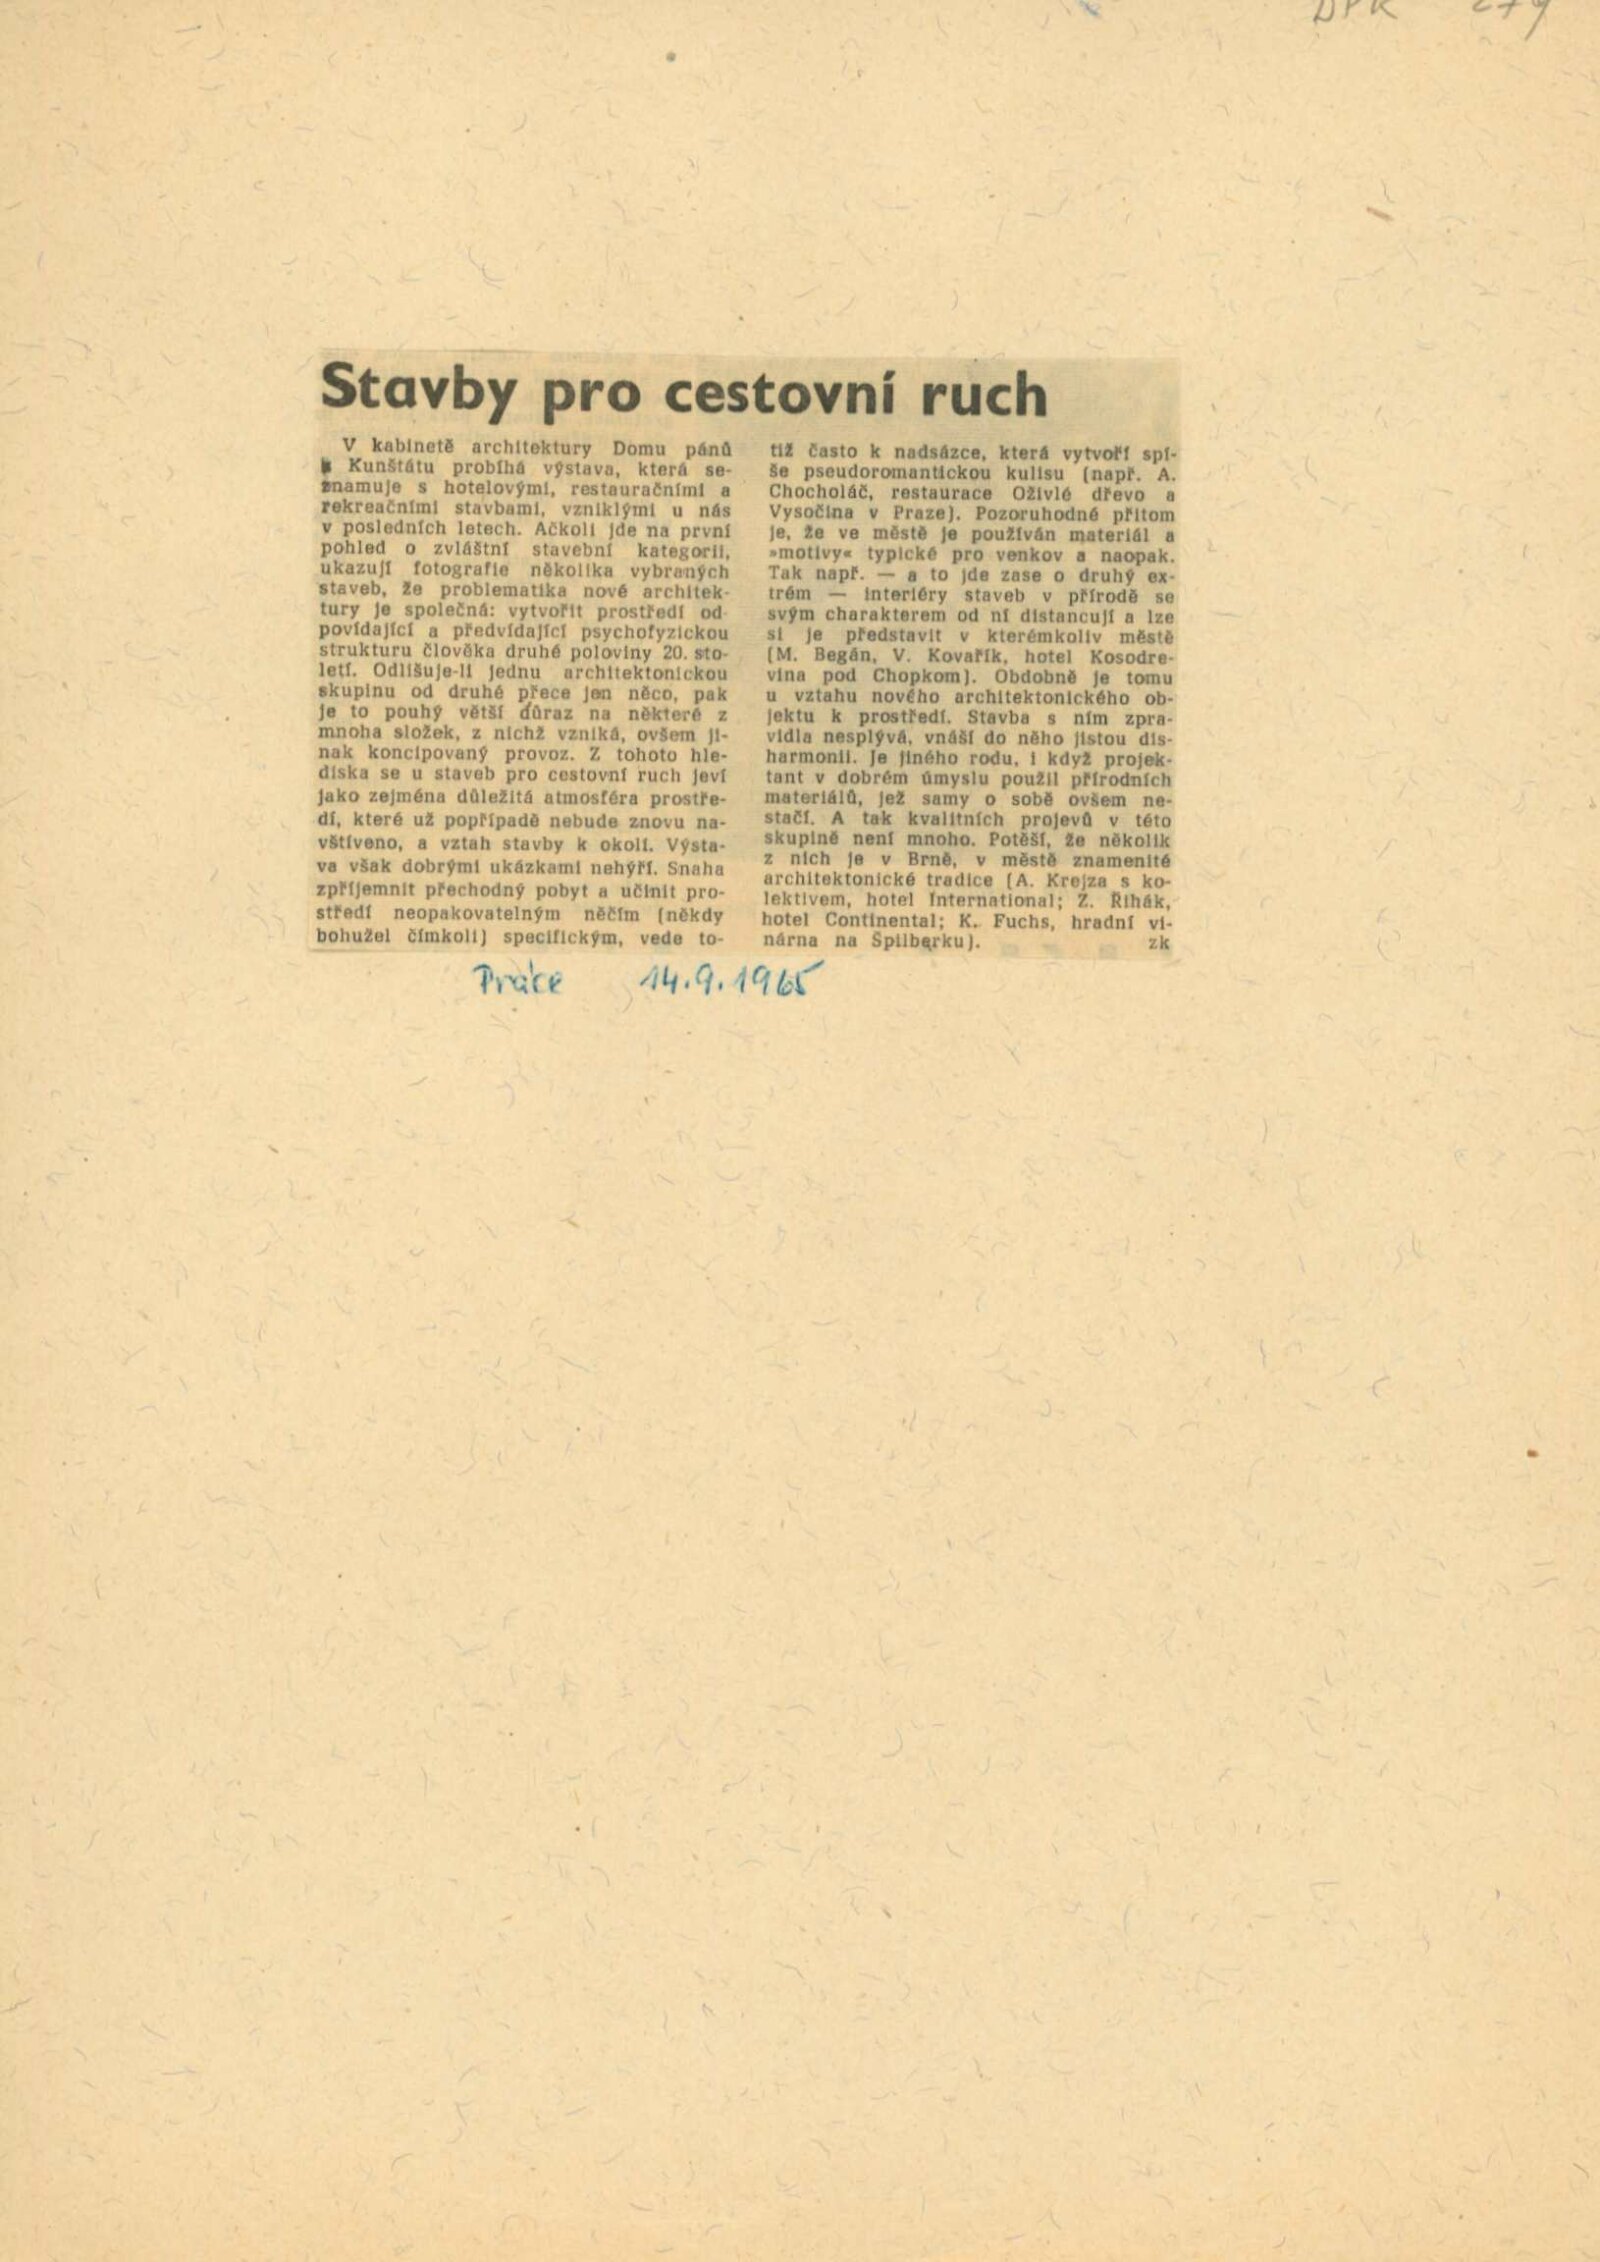 DPK
Stavby pro cestovní ruch
V kabinetě architektury Domu pánů
Kunštátu probíhá výstava, která se-
znamuje s hotelovými, restauračními a
rekreačními stavbami, vzniklými u nás
v posledních letech. Ačkoli jde na první
pohled o zvláštní stavební kategorii,
ukazují fotografie několika vybraných
staveb, že problematika nové architek-
tury je společná: vytvořit prostředí od-
povídající a předvídající psychofyzickou
strukturu člověka druhé poloviny 20. sto-
letí. Odlišuje-li jednu architektonickou
skupinu od druhé přece jen něco, pak
je to pouhý větší důraz na některé z
mnoha složek, z nichž vzniká, ovšem ji-
nak koncipovaný provoz. Z tohoto hle-
diska se u staveb pro cestovní ruch jeví
jako zejména důležitá atmosféra prostře-
dí, které už popřípadě nebude znovu na-
vštíveno, a vztah stavby k okolí. Výsta-
va však dobrými ukázkami nehýří. Snaha
zpříjemnit přechodný pobyt a učinit pro-
středí neopakovatelným něčím (někdy
bohužel čímkoli) specifickým, vede to-
tiž často k nadsázce, která vytvoří spí-
še pseudoromantickou kulisu (např. A.
Chocholáč, restaurace Oživlé dřevo a
Vysočina v Praze). Pozoruhodné přitom
je, že ve městě je používán materiál a
»motivy« typické pro venkov a naopak.
Tak např. — a to jde zase o druhý ex-
trém — interiéry staveb v přírodě se
svým charakterem od ní distancují a lze
si je představit v kterémkoliv městě
(M. Begán, V. Kovařík, hotel Kosodre-
vina pod Chopkom). Obdobně je tomu
u vztahu nového architektonického ob-
jektu k prostředí. Stavba s ním zpra-
vidla nesplývá, vnáší do něho jistou dis-
harmonii. Je jiného rodu, i když projek-
tant v dobrém úmyslu použil přírodních
materiálů, jež samy o sobě ovšem ne-
stačí. A tak kvalitních projevů v této
skupině není mnoho. Potěší, že několik
z nich je v Brně, v městě znamenité
architektonické tradice (A. Krejza s ko-
lektivem, hotel International; Z. Řihák,
hotel Continental; K. Fuchs, hradní vi-
nárna na Špilberku). zk
Práce 14.9.1965